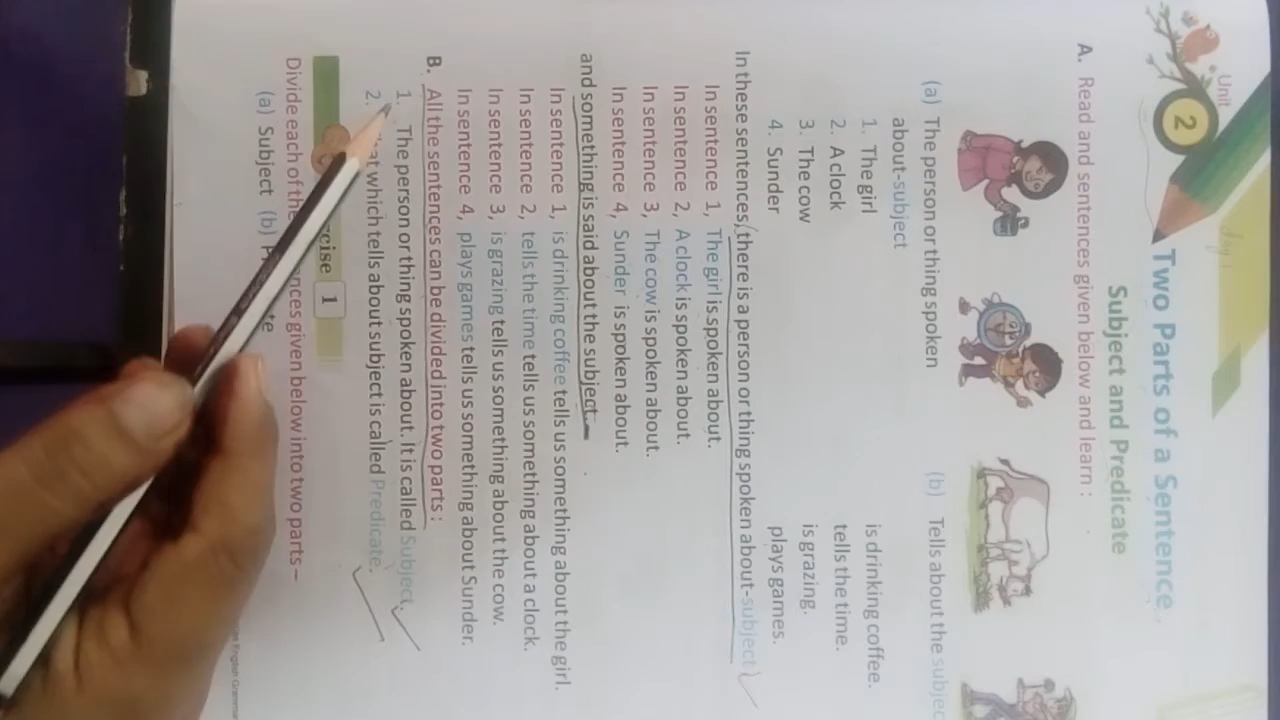 Unit
2
Two Parts of a Sentence
Subject and Predicate
A. Read and sentences given below and learn :
(a) The person or thing spoken about-subject
(b) Tells about the subjec
1. The girl is drinking coffee.
2. A clock tells the time.
3. The cow is grazing.
4. Sunder plays games.
In these sentences, there is a person or thing spoken about-subject
In sentence 1, The girl is spoken about.
In sentence 2, A clock is spoken about.
In sentence 3, The cow is spoken about.
In sentence 4, Sunder is spoken about.
and something is said about the subject.
In sentence 1, is drinking coffee tells us something about the girl.
In sentence 2, tells the time tells us something about a clock.
In sentence 3, is grazing tells us something about the cow.
In sentence 4, plays games tells us something about Sunder.
B. All the sentences can be divided into two parts :
1. The person or thing spoken about. It is called Subject.
2. at which tells about subject is called Predicate.
cise 1
Divide each of the nces given below into two parts –
(a) Subject (b) P te
English Grammar